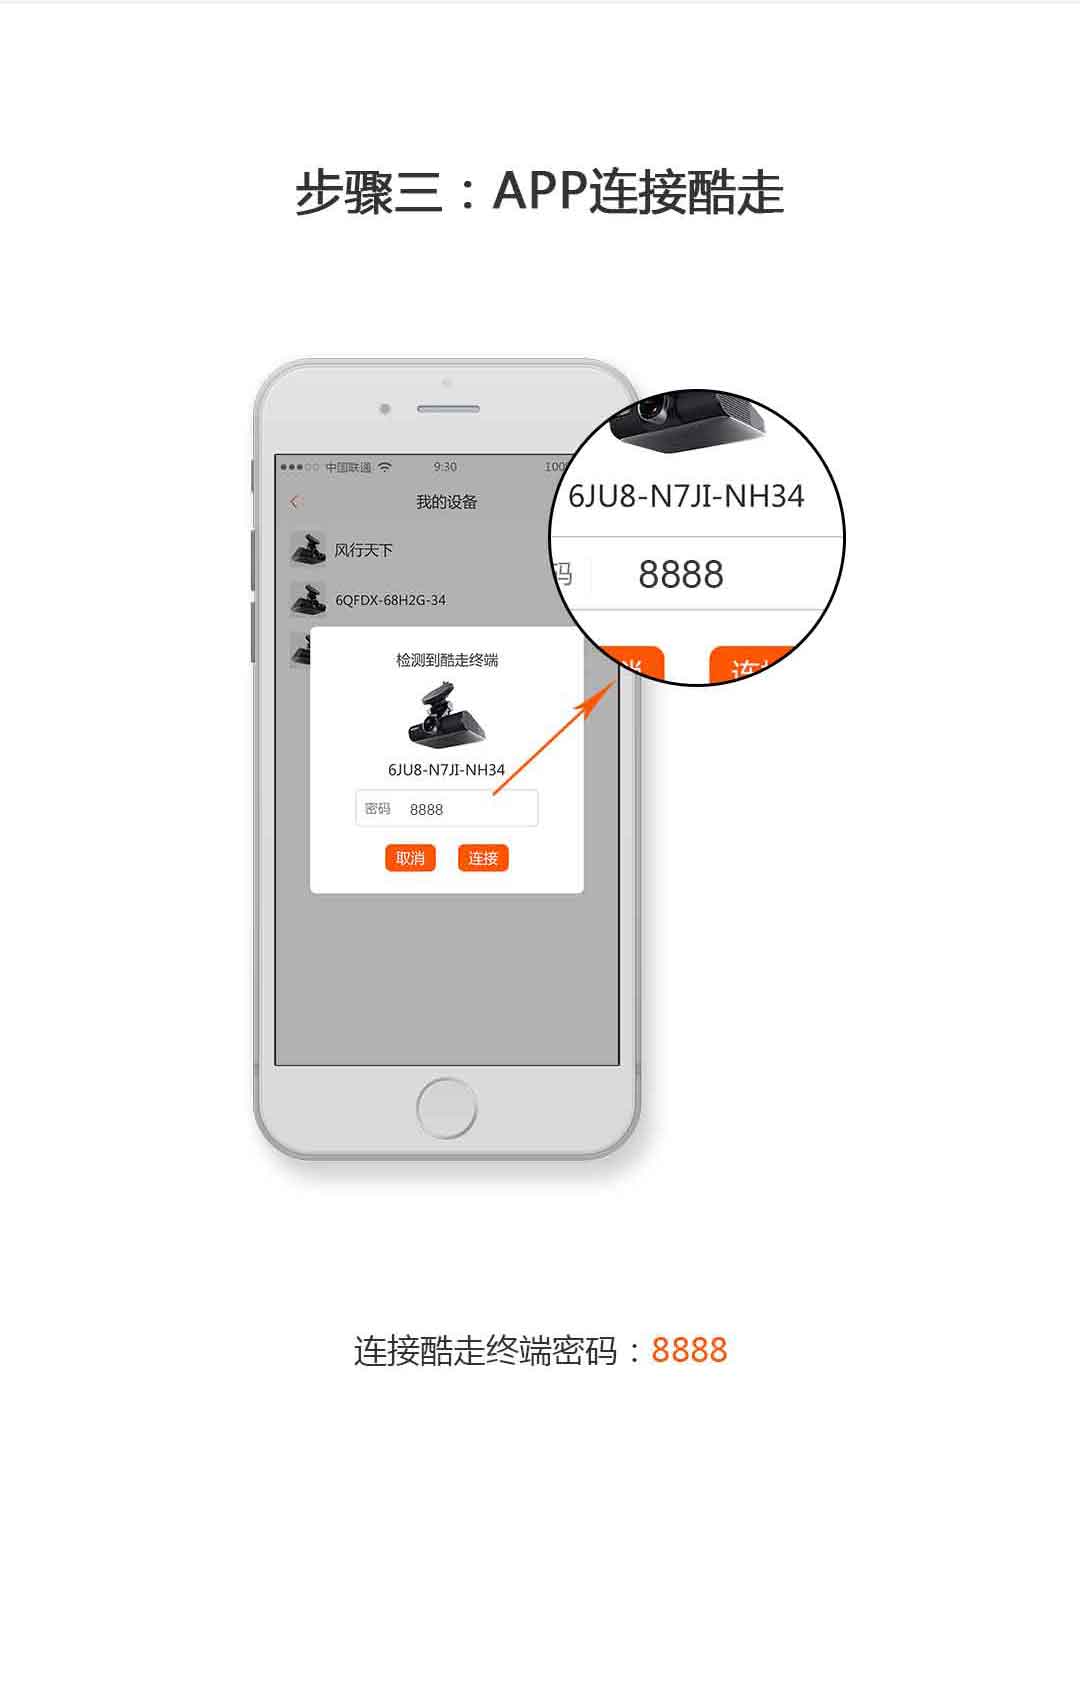 步骤三：APP连接酷走
中国联通 9:30 100
我的设备
风行天下
6QFDX-68H2G-34
检测到酷走终端
6JU8-N7JI-NH34
密码 8888
取消 连接
6JU8-N7JI-NH34
码 8888
消 连接
连接酷走终端密码：8888